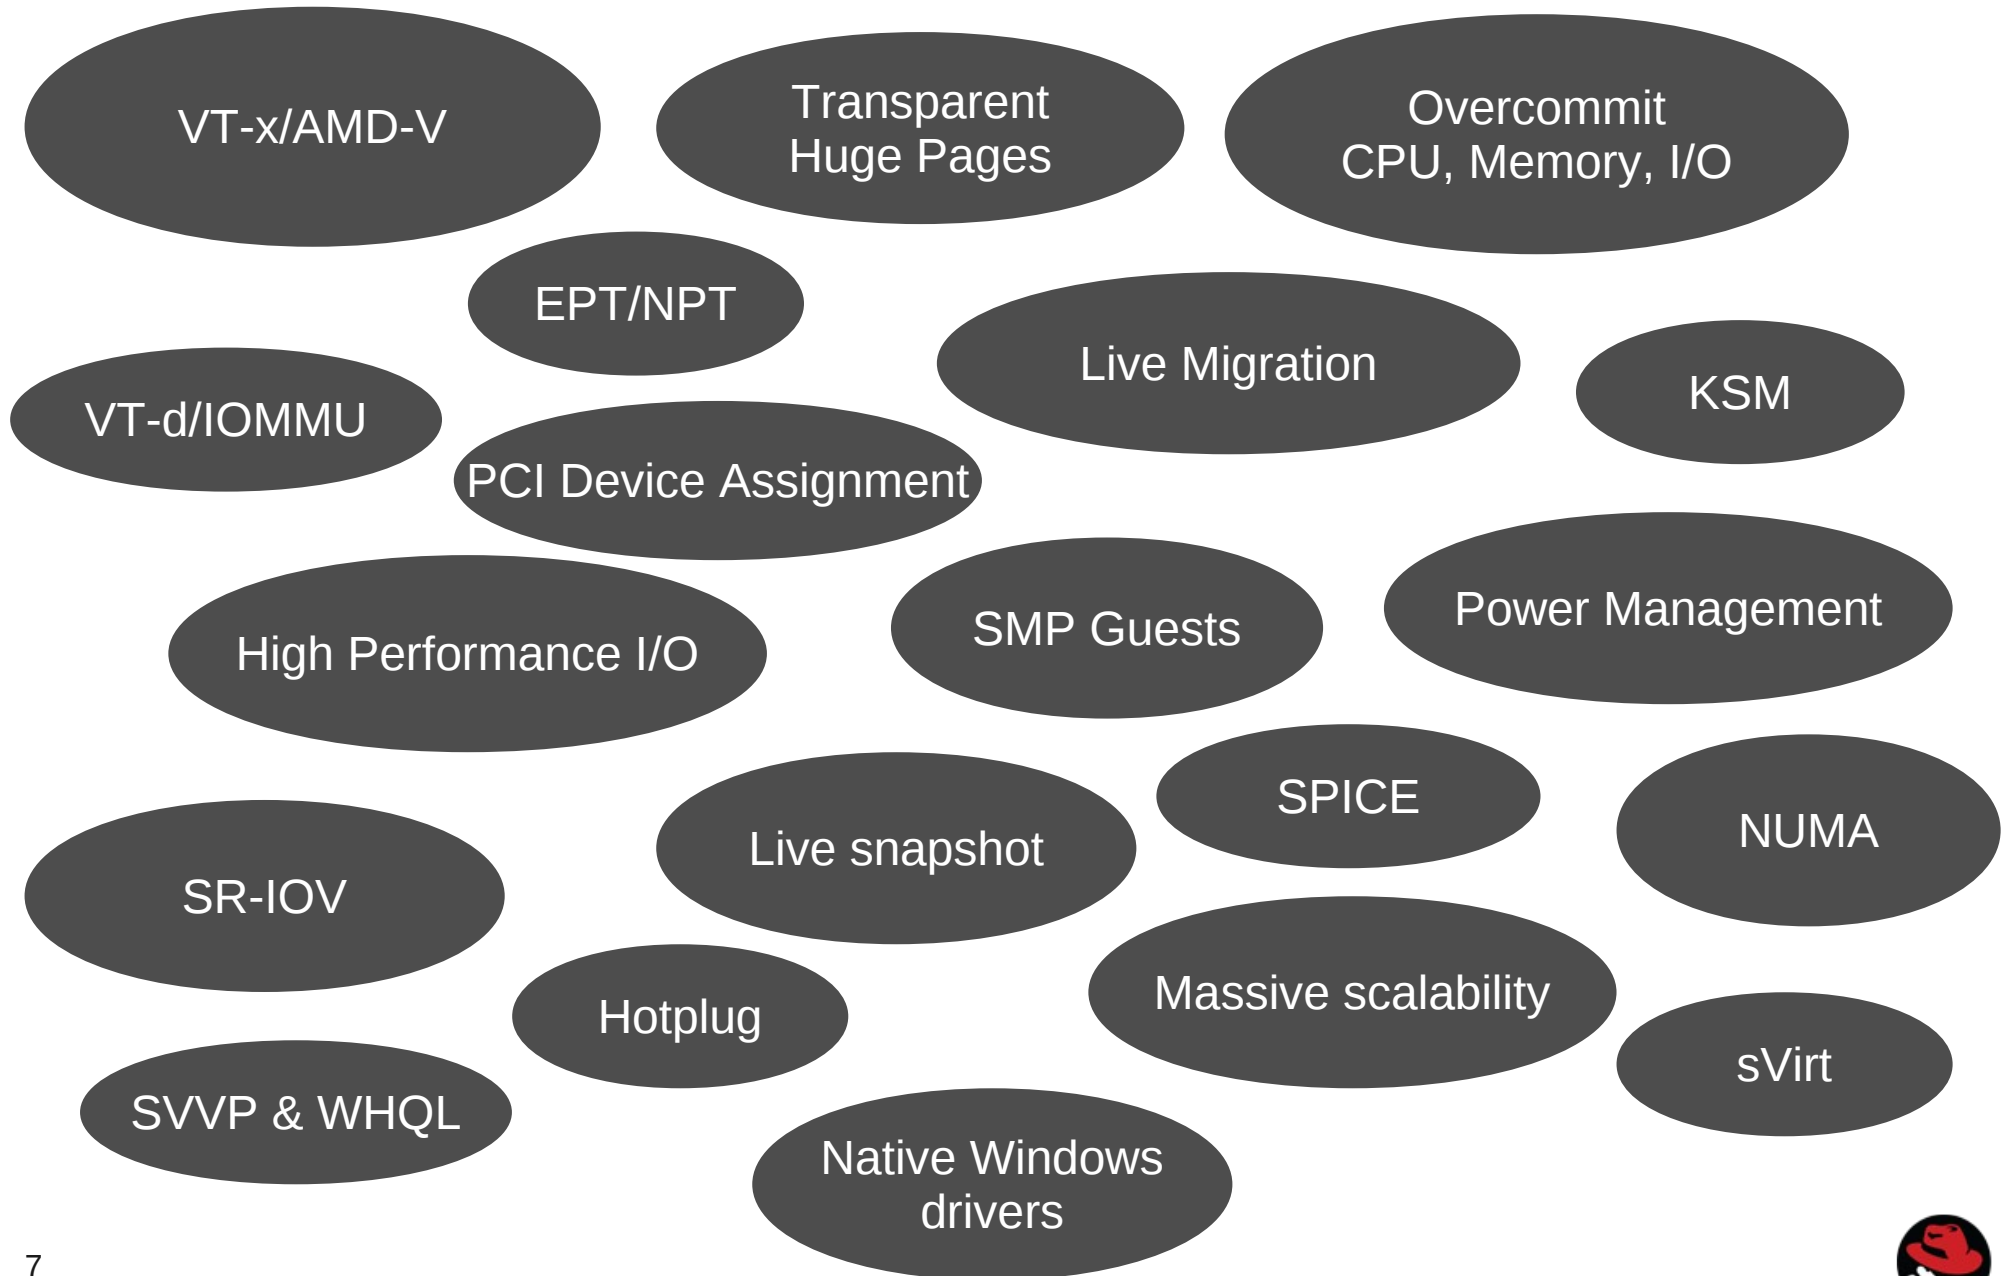 VT-x/AMD-V
Transparent
Huge Pages
Overcommit
CPU, Memory, I/O
EPT/NPT
Live Migration
KSM
VT-d/IOMMU
PCI Device Assignment
High Performance I/O
SMP Guests
Power Management
SPICE
NUMA
Live snapshot
SR-IOV
Hotplug
Massive scalability
sVirt
SVVP & WHQL
Native Windows
drivers
7